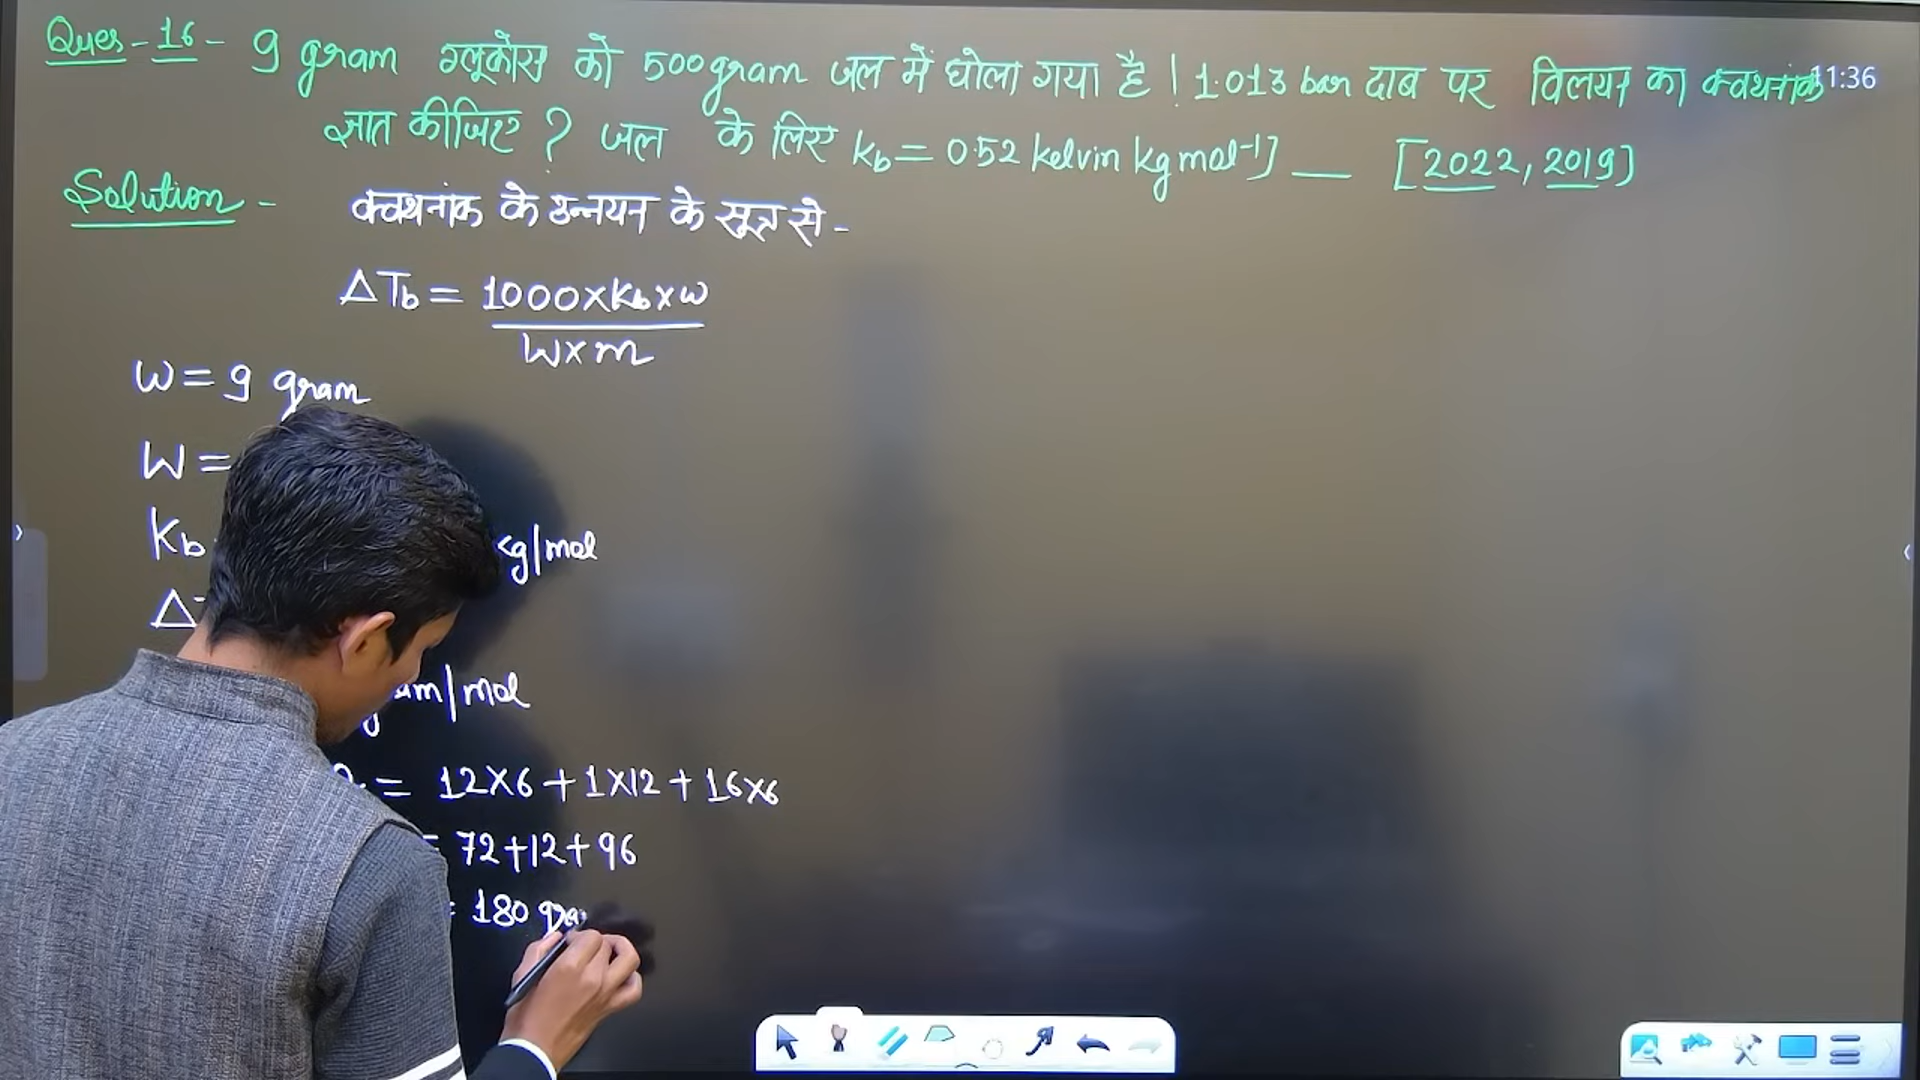 Ques-16- 9 gram ग्लूकोस को 500gram जल में घोला गया है ! 1.013 bar दाब पर विलयन का क्वथनांक
11:36
ज्ञात कीजिए ? जल के लिए Kb = 0.52 kelvin kg mol⁻¹] — [2022, 2019]
Solution - क्वथनांक के उन्नयन के सूत्र से -
ΔTb = 1000×Kb×w
W×m
w = 9 gram
W =
Kb kg/mol
Δ
am/mol
= 12×6 + 1×12 + 16×6
= 72+12+96
= 180